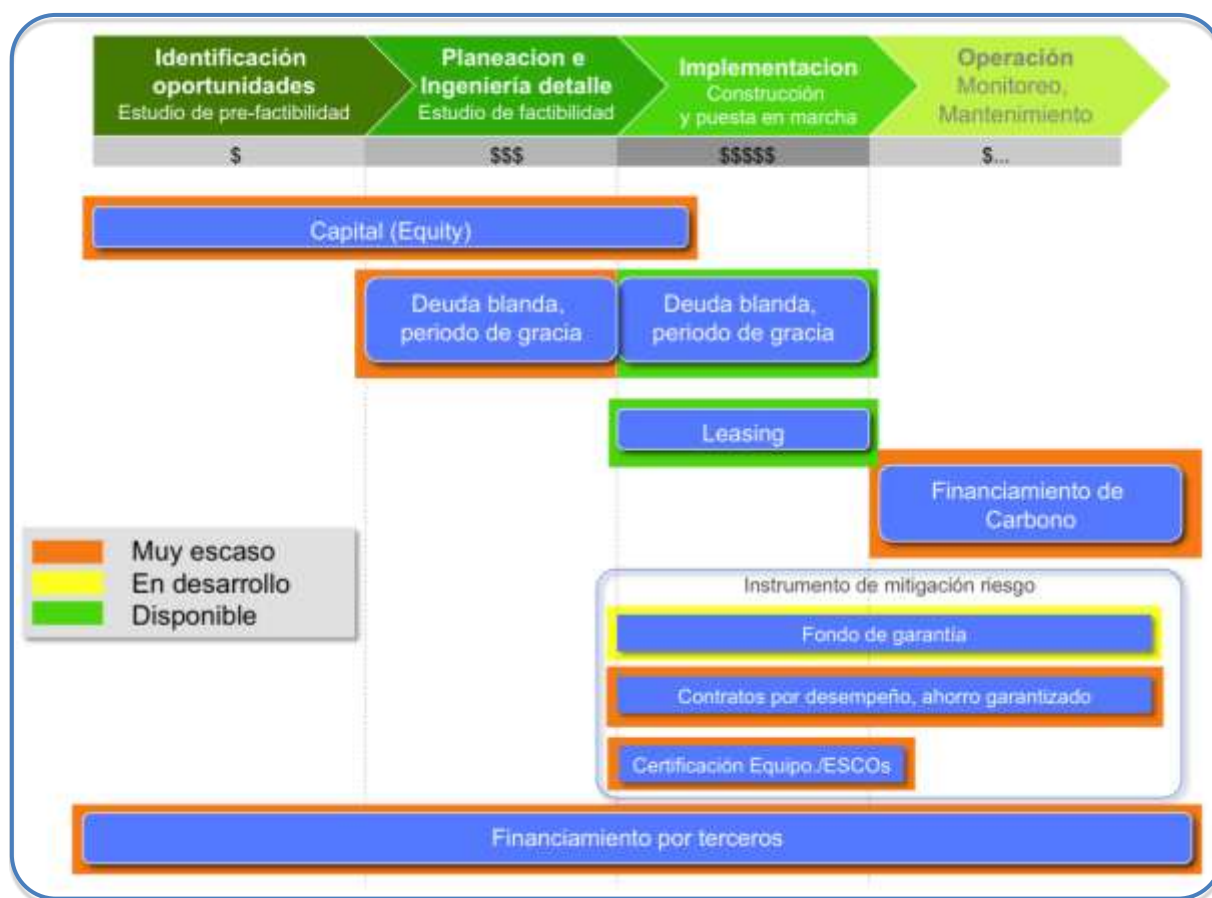 Identificación
oportunidades
Estudio de pre-factibilidad
Planeacion e
Ingeniería detalle
Estudio de factibilidad
Implementacion
Construcción
y puesta en marcha
Operación
Monitoreo,
Mantenimiento
$
$$$
$$$$$
$...
Capital (Equity)
Deuda blanda,
periodo de gracia
Deuda blanda,
periodo de gracia
Leasing
Financiamiento de
Carbono
Muy escaso
En desarrollo
Disponible
Instrumento de mitigación riesgo
Fondo de garantía
Contratos por desempeño, ahorro garantizado
Certificación Equipo./ESCOs
Financiamiento por terceros